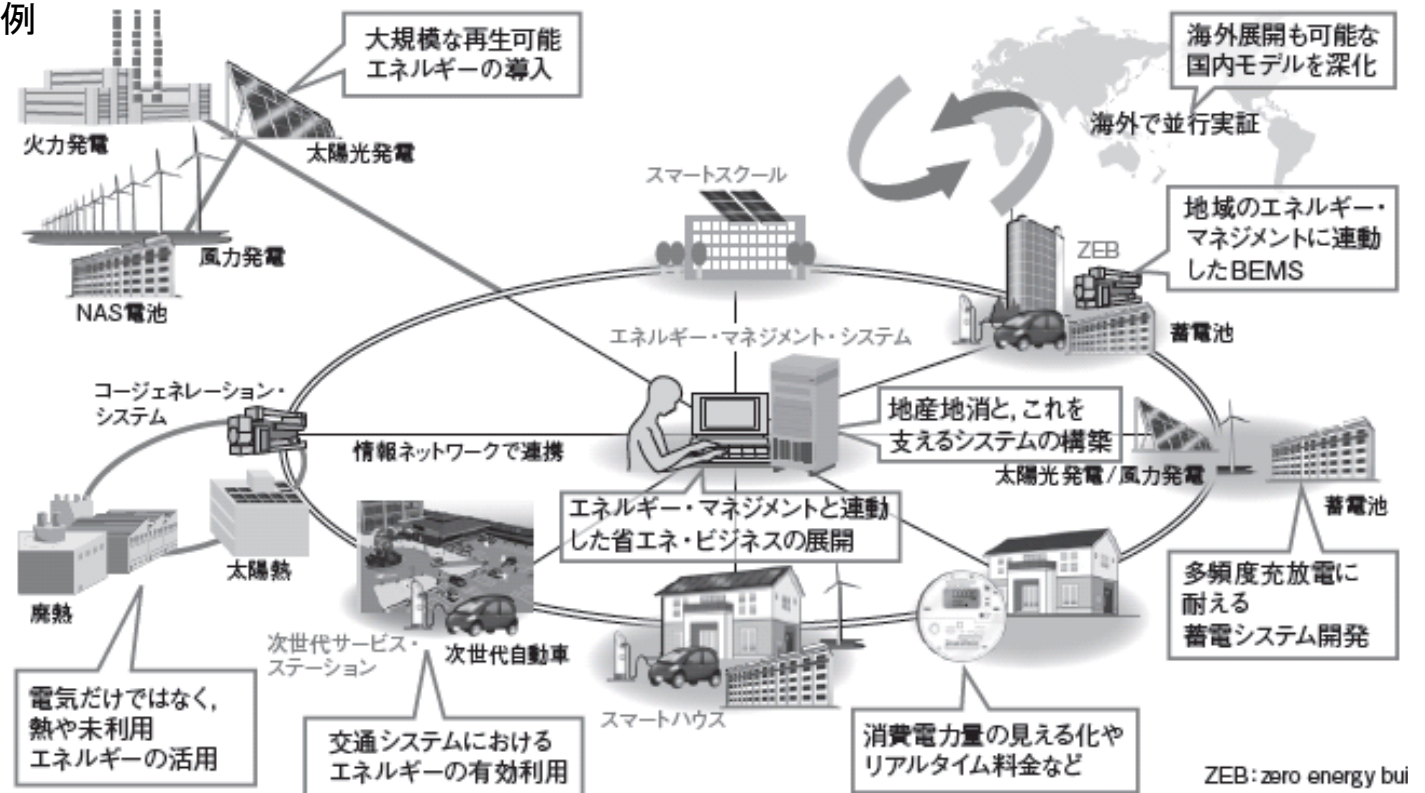 例
大規模な再生可能
エネルギーの導入
海外展開も可能な
国内モデルを深化
火力発電
太陽光発電
海外で並行実証
スマートスクール
地域のエネルギー・
マネジメントに連動
したBEMS
ZEB
風力発電
NAS電池
エネルギー・マネジメント・システム
蓄電池
コージェネレーション・
システム
地産地消と,これを
支えるシステムの構築
情報ネットワークで連携
太陽光発電/風力発電
蓄電池
エネルギー・マネジメントと連動
した省エネ・ビジネスの展開
太陽熱
廃熱
多頻度充放電に
耐える
蓄電システム開発
次世代サービス・
ステーション
次世代自動車
スマートハウス
電気だけではなく,
熱や未利用
エネルギーの活用
交通システムにおける
エネルギーの有効利用
消費電力量の見える化や
リアルタイム料金など
ZEB:zero energy bui